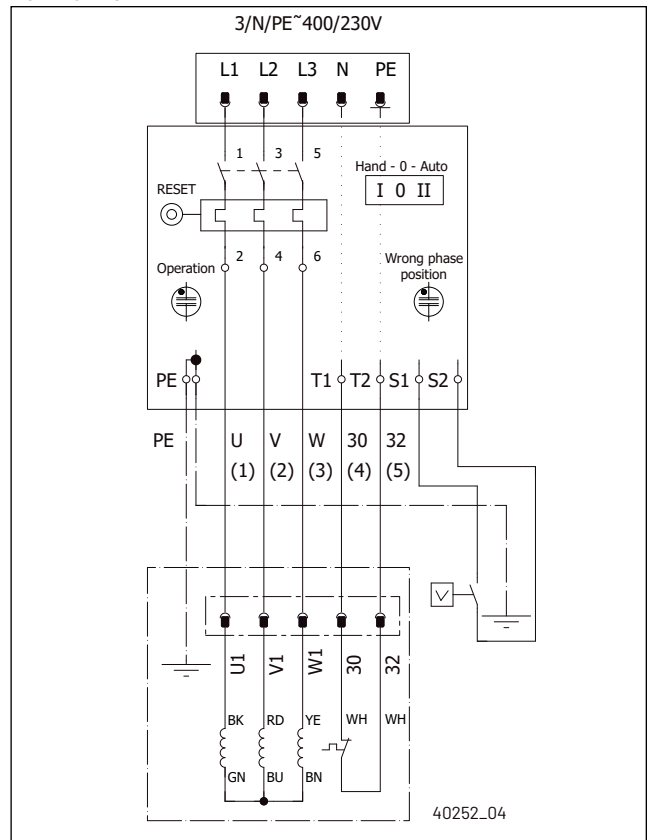 3/N/PE~400/230V
L1 L2 L3 N PE
1 3 5
Hand - 0 - Auto
I 0 II
RESET
2 4 6
Operation
Wrong phase
position
PE T1 T2 S1 S2
PE U V W 30 32
(1) (2) (3) (4) (5)
U1 V1 W1 30 32
BK RD YE WH WH
GN BU BN
40252_04